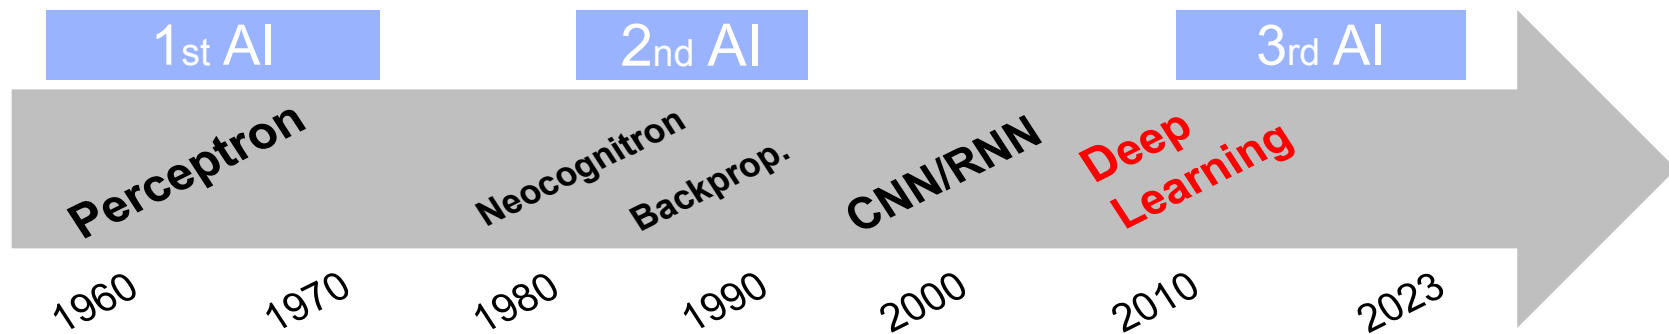 1st AI
2nd AI
3rd AI
Perceptron
Neocognitron
Backprop.
CNN/RNN
Deep
Learning
1960
1970
1980
1990
2000
2010
2023